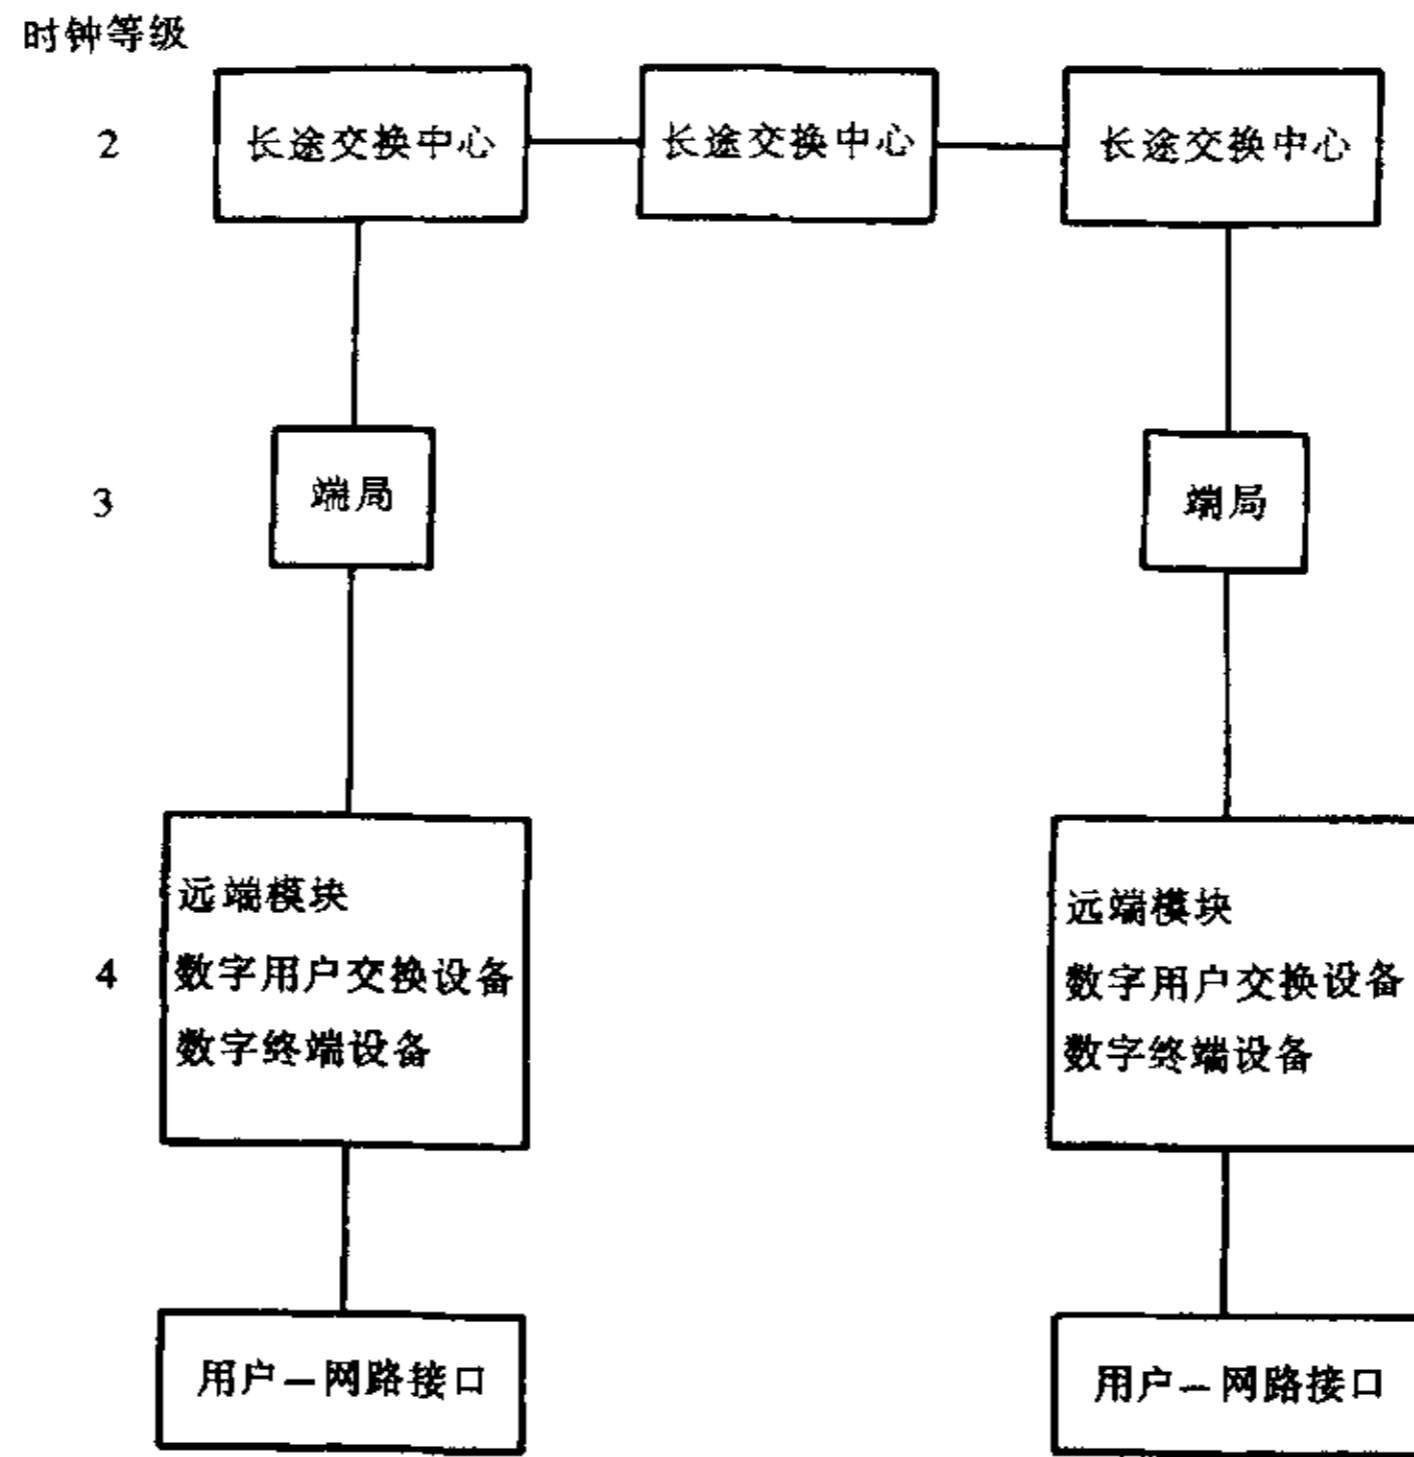 时钟等级
2
长途交换中心
长途交换中心
长途交换中心
3
端局
端局
4
远端模块
数字用户交换设备
数字终端设备
远端模块
数字用户交换设备
数字终端设备
用户—网路接口
用户—网路接口